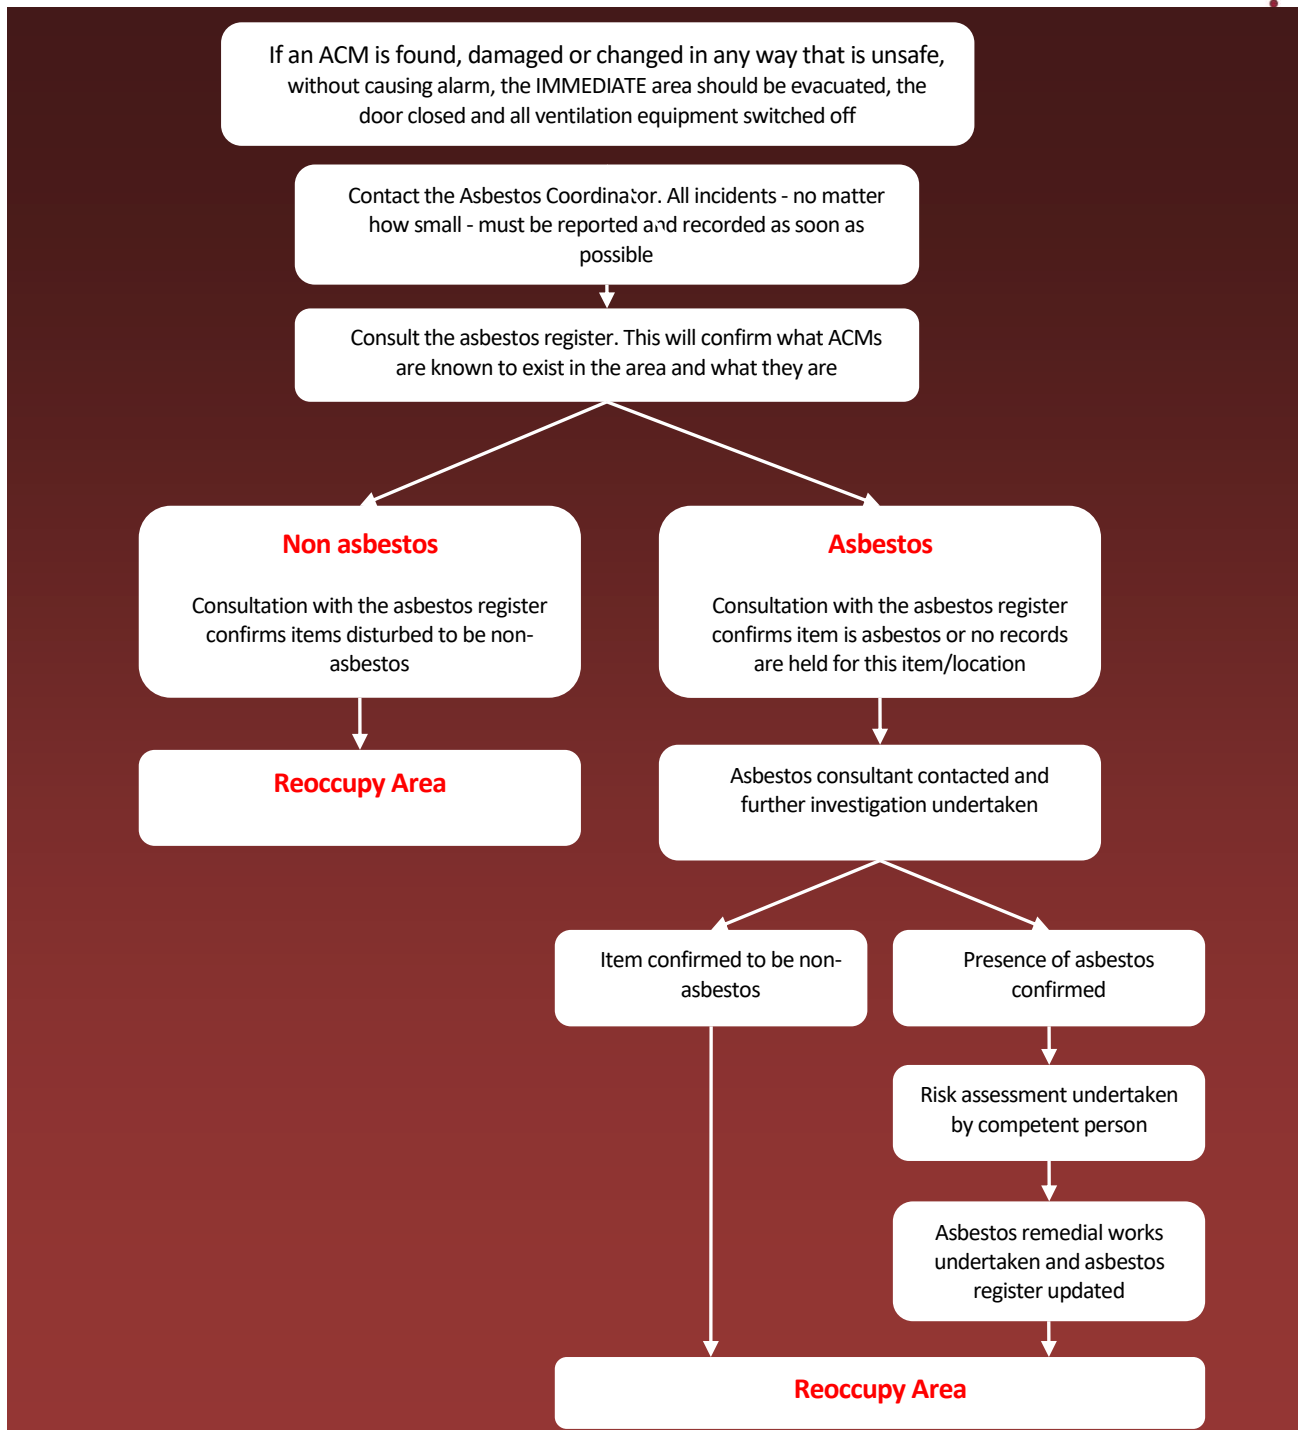 If an ACM is found, damaged or changed in any way that is unsafe,
without causing alarm, the IMMEDIATE area should be evacuated, the
door closed and all ventilation equipment switched off
Contact the Asbestos Coordinator. All incidents - no matter
how small - must be reported and recorded as soon as
possible
Consult the asbestos register. This will confirm what ACMs
are known to exist in the area and what they are
Non asbestos
Consultation with the asbestos register
confirms items disturbed to be non-
asbestos
Asbestos
Consultation with the asbestos register
confirms item is asbestos or no records
are held for this item/location
Reoccupy Area
Asbestos consultant contacted and
further investigation undertaken
Item confirmed to be non-
asbestos
Presence of asbestos
confirmed
Risk assessment undertaken
by competent person
Asbestos remedial works
undertaken and asbestos
register updated
Reoccupy Area